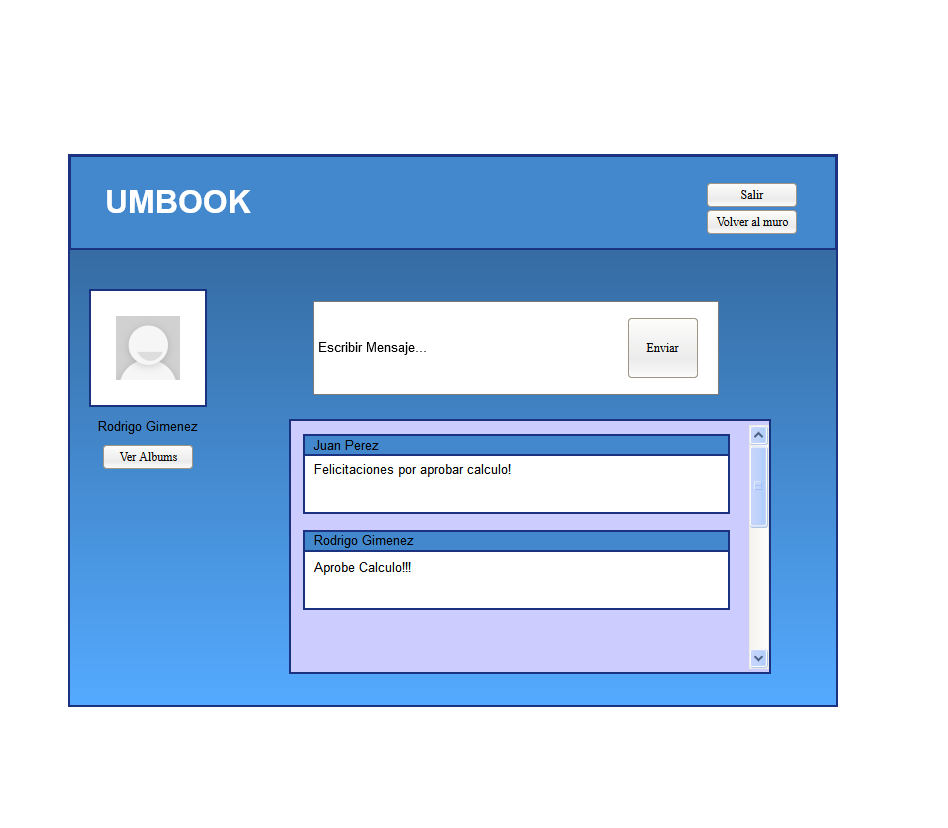 UMBOOK
Salir
Volver al muro
Escribir Mensaje...
Enviar
Rodrigo Gimenez
Ver Albums
Juan Perez
Felicitaciones por aprobar calculo!
Rodrigo Gimenez
Aprobe Calculo!!!